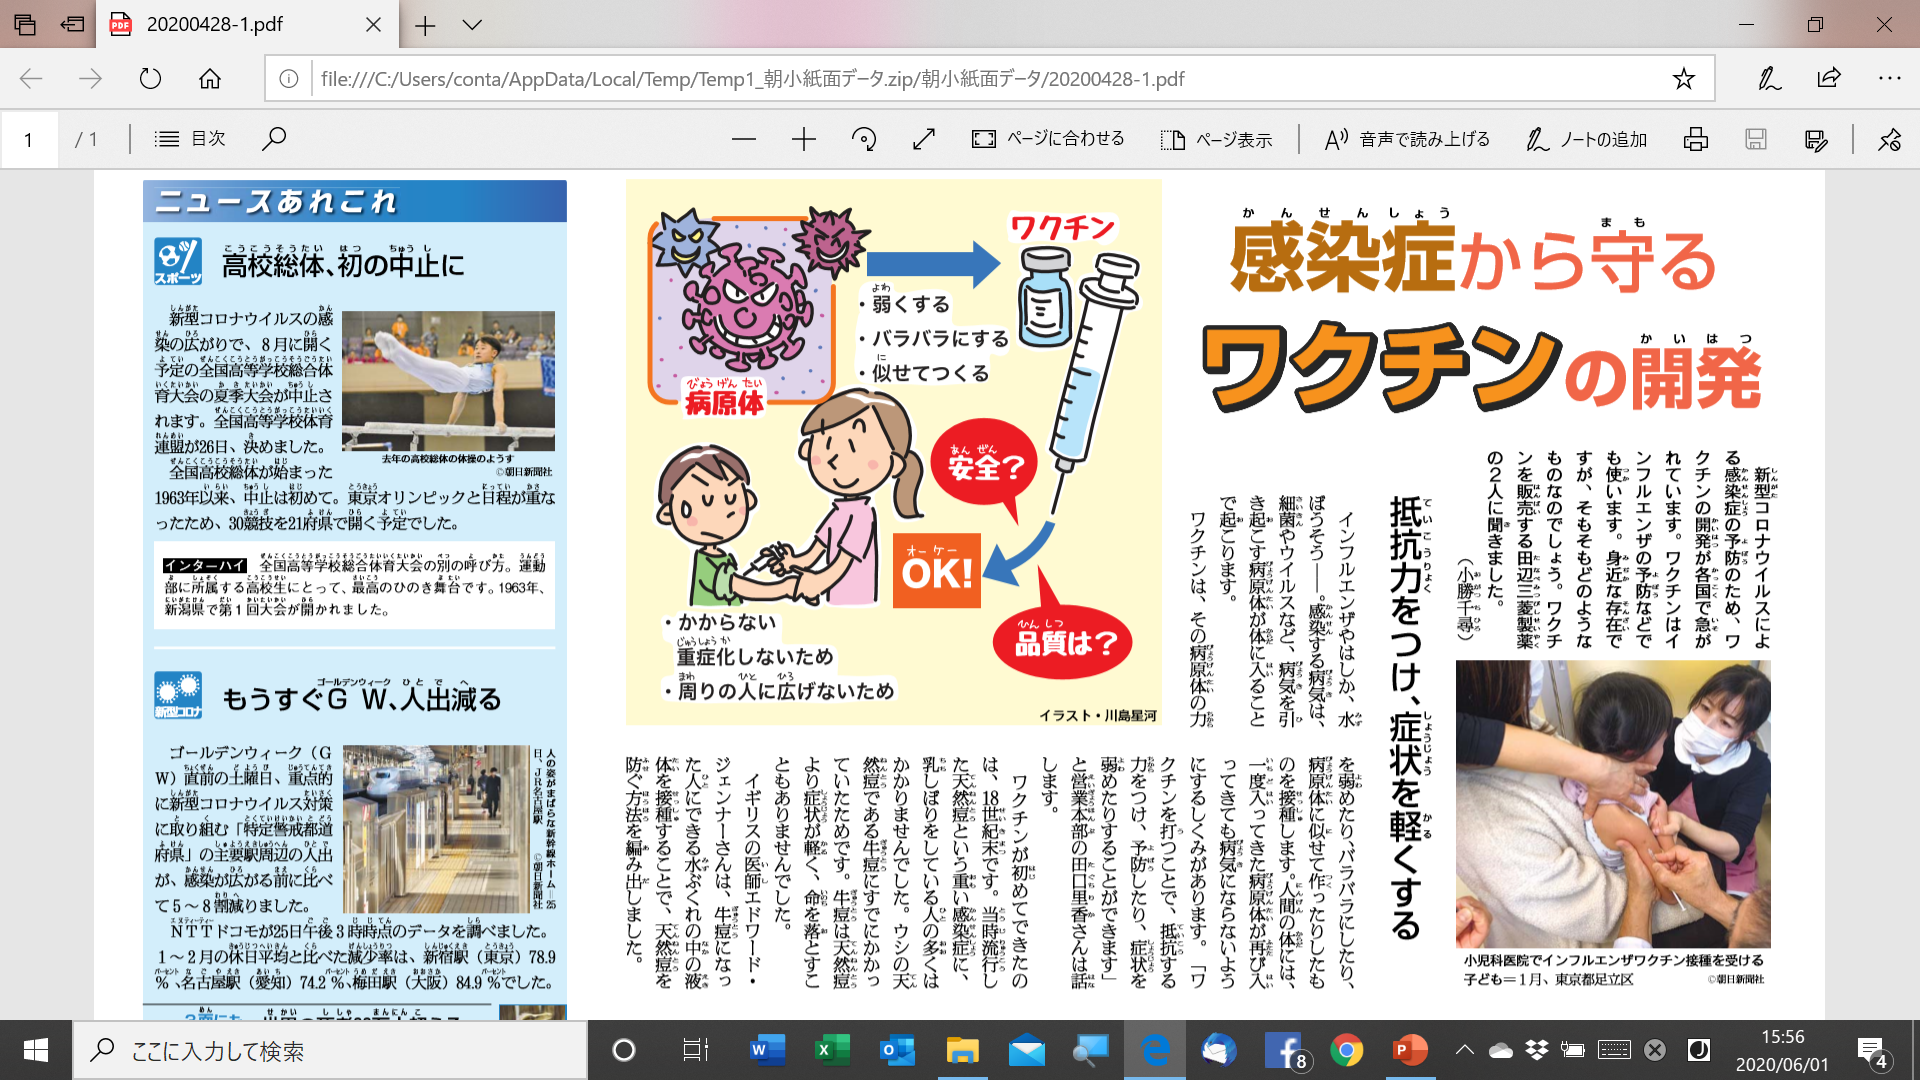 20200428-1.pdf
file:///C:/Users/conta/AppData/Local/Temp/Temp1_朝小紙面データ.zip/朝小紙面データ/20200428-1.pdf
1 / 1
目次
ページに合わせる
ページ表示
音声で読み上げる
ノートの追加
感染症から守る
ワクチンの開発
新型コロナウイルスによ
る感染症の予防のため、ワ
クチンの開発が各国で急が
れています。ワクチンはイ
ンフルエンザの予防などで
も使います。身近な存在で
すが、そもそもどのような
ものなのでしょう。ワクチ
ンを販売する田辺三菱製薬
の2人に聞きました。
（小勝千尋）
小児科医院でインフルエンザワクチン接種を受ける
子ども＝1月、東京都足立区
©朝日新聞社
抵抗力をつけ、症状を軽くする
インフルエンザやはしか、水
ぼうそう――。感染する病気は、
細菌やウイルスなど、病気を引
き起こす病原体が体に入ること
で起こります。
ワクチンは、その病原体の力
を弱めたり、バラバラにしたり、
病原体に似せて作ったりしたも
のを接種します。人間の体には、
一度入ってきた病原体が再び入
ってきても病気にならないよう
にするしくみがあります。「ワ
クチンを打つことで、抵抗する
力をつけ、予防したり、症状を
弱めたりすることができます」
と営業本部の田口里香さんは話
します。
ワクチンが初めてできたの
は、18世紀末です。当時流行し
た天然痘という重い感染症に、
乳しぼりをしている人の多くは
かかりませんでした。ウシの天
然痘である牛痘にすでにかかっ
ていたためです。牛痘は天然痘
より症状が軽く、命を落とすこ
ともありませんでした。
イギリスの医師エドワード・
ジェンナーさんは、牛痘になっ
た人にできる水ぶくれの中の液
体を接種することで、天然痘を
防ぐ方法を編み出しました。
病原体
ワクチン
・弱くする
・バラバラにする
・似せてつくる
安全？
品質は？
OK!
オーケー
・かからない
重症化しないため
・周りの人に広げないため
イラスト・川島星河
ニュースあれこれ
スポーツ
高校総体、初の中止に
新型コロナウイルスの感
染の広がりで、8月に開く
予定の全国高等学校総合体
育大会の夏季大会が中止さ
れます。全国高等学校体育
連盟が26日、決めました。
全国高校総体が始まった
1963年以来、中止は初めて。東京オリンピックと日程が重な
ったため、30競技を21府県で開く予定でした。
去年の高校総体の体操のようす
©朝日新聞社
インターハイ 全国高等学校総合体育大会の別の呼び方。運動
部に所属する高校生にとって、最高のひのき舞台です。1963年、
新潟県で第1回大会が開かれました。
新型コロナ
もうすぐＧＷ、人出減る
ゴールデンウィーク（Ｇ
Ｗ）直前の土曜日、重点的
に新型コロナウイルス対策
に取り組む「特定警戒都道
府県」の主要駅周辺の人出
が、感染が広がる前に比べ
て5～8割減りました。
ＮＴＴドコモが25日午後3時時点のデータを調べました。
1～2月の休日平均と比べた減少率は、新宿駅（東京）78.9
％、名古屋駅（愛知）74.2％、梅田駅（大阪）84.9％でした。
人の姿がまばらな新幹線ホーム＝25
日、ＪＲ名古屋駅
©朝日新聞社
ここに入力して検索
8
15:56
2020/06/01
4